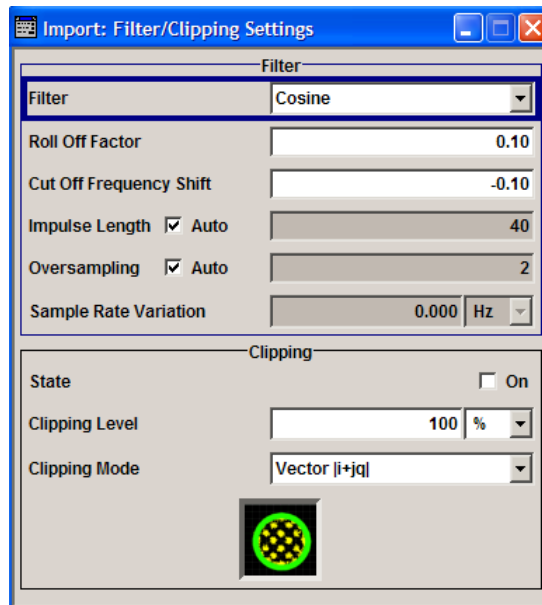 Import: Filter/Clipping Settings
Filter
Filter Cosine
Roll Off Factor 0.10
Cut Off Frequency Shift -0.10
Impulse Length Auto 40
Oversampling Auto 2
Sample Rate Variation 0.000 Hz
Clipping
State On
Clipping Level 100 %
Clipping Mode Vector |i+jq|